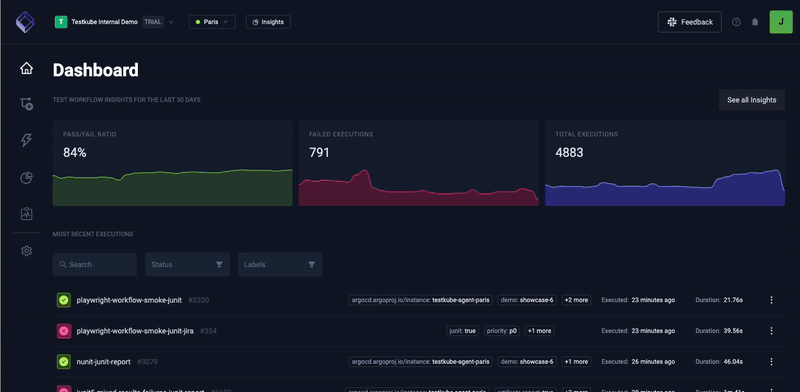 T Testkube Internal Demo TRIAL Paris Insights Feedback J
Dashboard
TEST WORKFLOW INSIGHTS FOR THE LAST 30 DAYS See all Insights
PASS/FAIL RATIO FAILED EXECUTIONS TOTAL EXECUTIONS
84% 791 4883
MOST RECENT EXECUTIONS
Search Status Labels
playwright-workflow-smoke-junit #3200 argocd.argoproj.io/instance: testkube-agent-paris demo: showcase-6 +2 more Executed: 23 minutes ago Duration: 21.76s
playwright-workflow-smoke-junit-jira #354 junit: true priority: p0 +1 more Executed: 23 minutes ago Duration: 39.56s
nunit-junit-report #3079 argocd.argoproj.io/instance: testkube-agent-paris demo: showcase-6 +1 more Executed: 26 minutes ago Duration: 46.04s